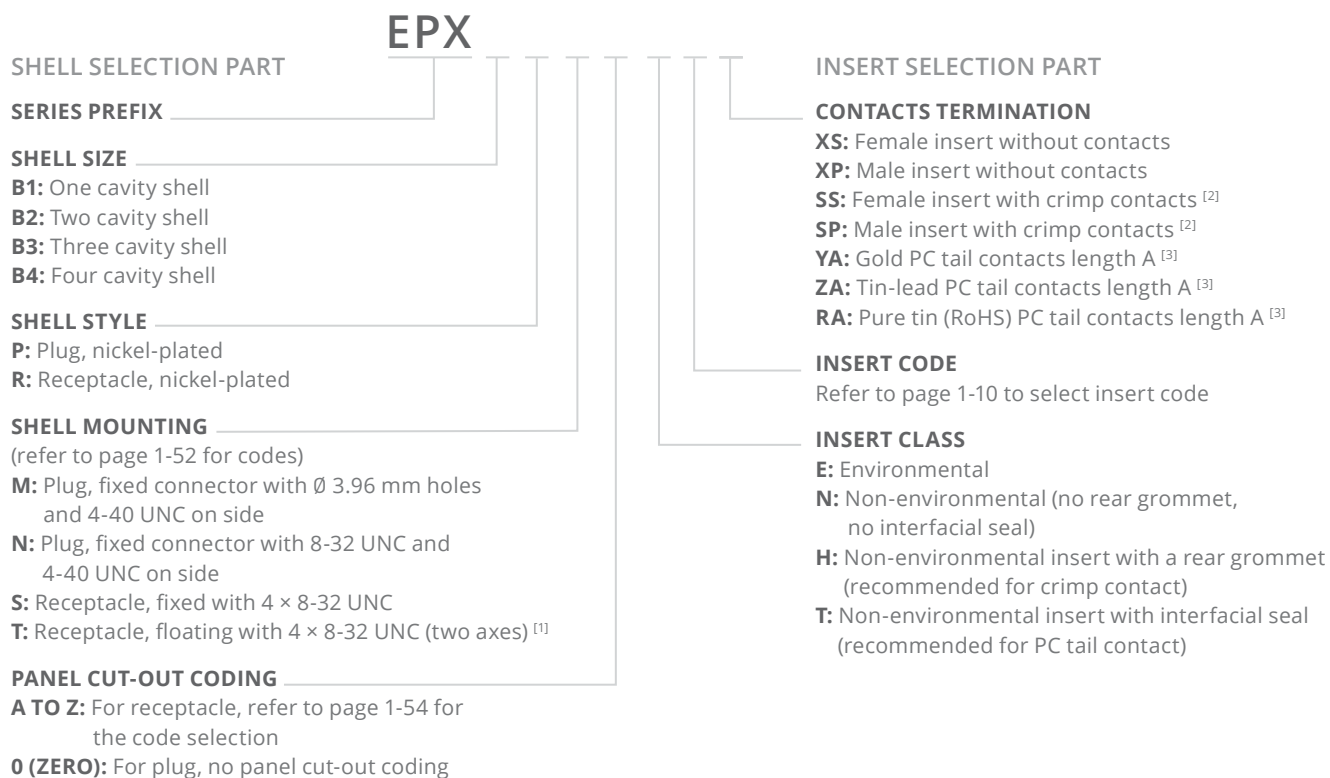 EPX
SHELL SELECTION PART
SERIES PREFIX
SHELL SIZE
B1: One cavity shell
B2: Two cavity shell
B3: Three cavity shell
B4: Four cavity shell
SHELL STYLE
P: Plug, nickel-plated
R: Receptacle, nickel-plated
SHELL MOUNTING
(refer to page 1-52 for codes)
M: Plug, fixed connector with Ø 3.96 mm holes
and 4-40 UNC on side
N: Plug, fixed connector with 8-32 UNC and
4-40 UNC on side
S: Receptacle, fixed with 4 × 8-32 UNC
T: Receptacle, floating with 4 × 8-32 UNC (two axes) [1]
PANEL CUT-OUT CODING
A TO Z: For receptacle, refer to page 1-54 for
the code selection
0 (ZERO): For plug, no panel cut-out coding
INSERT SELECTION PART
CONTACTS TERMINATION
XS: Female insert without contacts
XP: Male insert without contacts
SS: Female insert with crimp contacts [2]
SP: Male insert with crimp contacts [2]
YA: Gold PC tail contacts length A [3]
ZA: Tin-lead PC tail contacts length A [3]
RA: Pure tin (RoHS) PC tail contacts length A [3]
INSERT CODE
Refer to page 1-10 to select insert code
INSERT CLASS
E: Environmental
N: Non-environmental (no rear grommet,
no interfacial seal)
H: Non-environmental insert with a rear grommet
(recommended for crimp contact)
T: Non-environmental insert with interfacial seal
(recommended for PC tail contact)